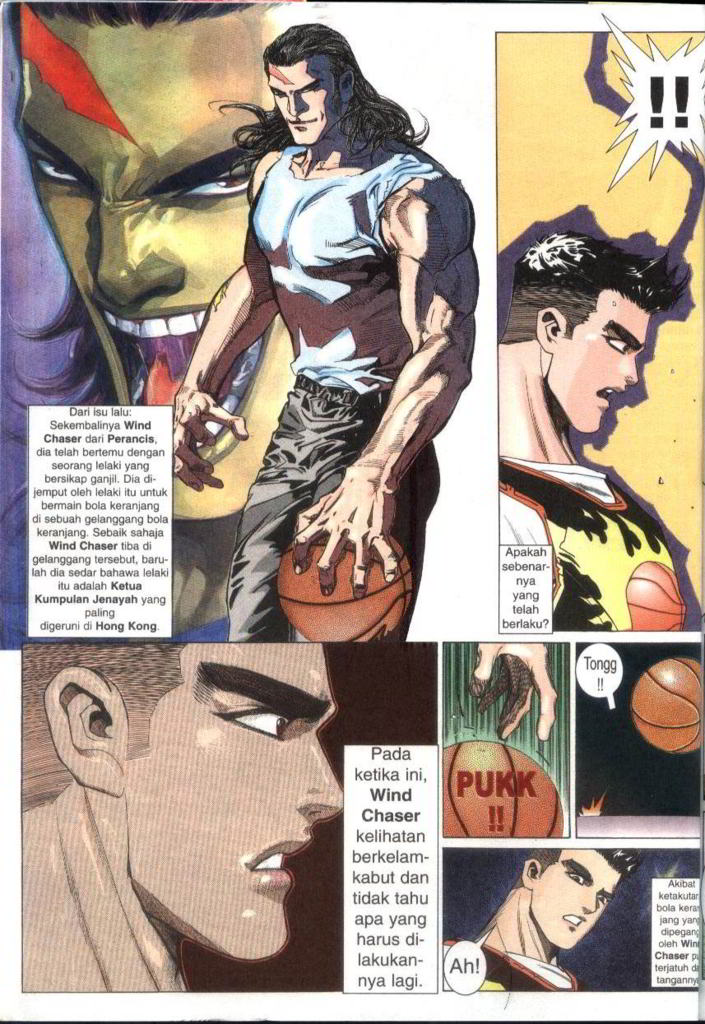 Dari isu lalu:
Sekembalinya Wind
Chaser dari Perancis,
dia telah bertemu dengan
seorang lelaki yang
bersikap ganjil. Dia di-
jemput oleh lelaki itu untuk
bermain bola keranjang
di sebuah gelanggang bola
keranjang. Sebaik sahaja
Wind Chaser tiba di
gelanggang tersebut, baru-
lah dia sedar bahawa lelaki
itu adalah Ketua
Kumpulan Jenayah yang
paling
digeruni di Hong Kong.
!!
Apakah
sebenar-
nya
yang
telah
berlaku?
Pada
ketika ini,
Wind
Chaser
kelihatan
berkelam-
kabut dan
tidak tahu
apa yang
harus di-
lakukan-
nya lagi.
PUKK
!!
Tongg
!!
Ah!
Akibat
ketakutan
bola keran
jang yang
dipegang
oleh Wind
Chaser
terjatuh
tangannya